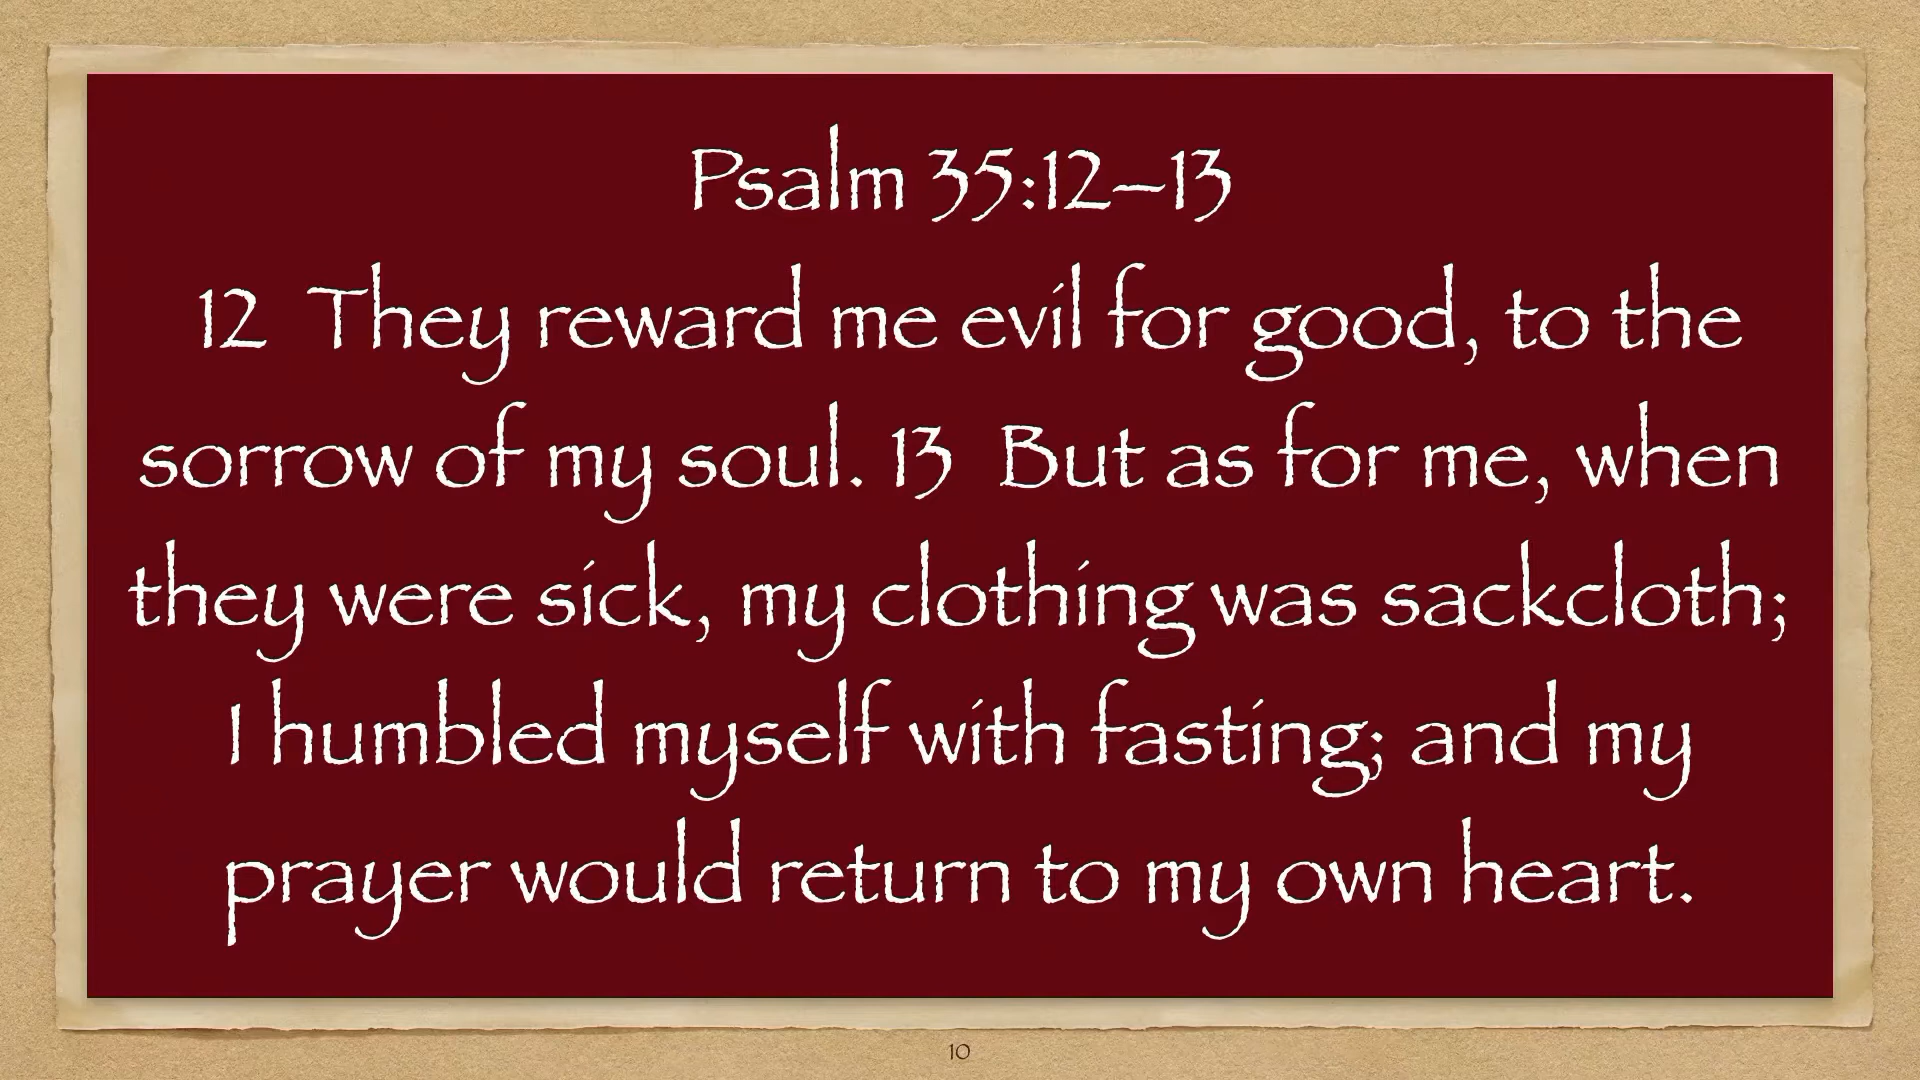 Psalm 35:12–13
12 They reward me evil for good, to the
sorrow of my soul. 13 But as for me, when
they were sick, my clothing was sackcloth;
I humbled myself with fasting; and my
prayer would return to my own heart.
10